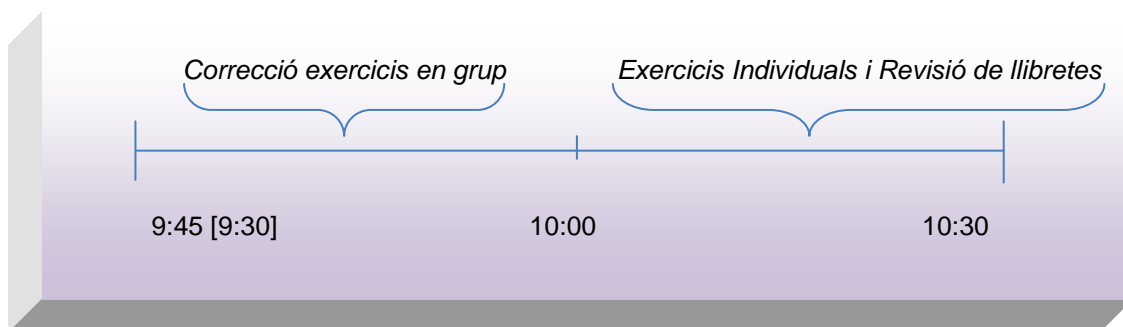 Correcció exercicis en grup
Exercicis Individuals i Revisió de llibretes
9:45 [9:30]
10:00
10:30